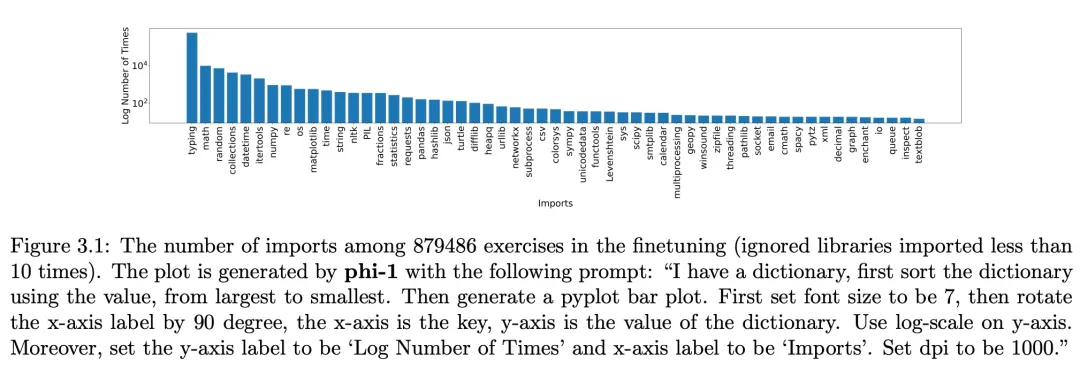 Log Number of Times
10⁴
10²
typing
math
random
collections
datetime
itertools
numpy
re
os
matplotlib
time
string
nltk
PIL
fractions
statistics
requests
pandas
hashlib
json
turtle
difflib
heapq
urllib
networkx
subprocess
csv
colorsys
sympy
unicodedata
functools
Levenshtein
sys
scipy
smtplib
calendar
multiprocessing
geopy
winsound
zipfile
threading
pathlib
socket
email
cmath
spacy
pytz
xml
decimal
graph
enchant
io
queue
inspect
textblob
Imports
Figure 3.1: The number of imports among 879486 exercises in the finetuning (ignored libraries imported less than
10 times). The plot is generated by phi-1 with the following prompt: “I have a dictionary, first sort the dictionary
using the value, from largest to smallest. Then generate a pyplot bar plot. First set font size to be 7, then rotate
the x-axis label by 90 degree, the x-axis is the key, y-axis is the value of the dictionary. Use log-scale on y-axis.
Moreover, set the y-axis label to be ‘Log Number of Times’ and x-axis label to be ‘Imports’. Set dpi to be 1000.”